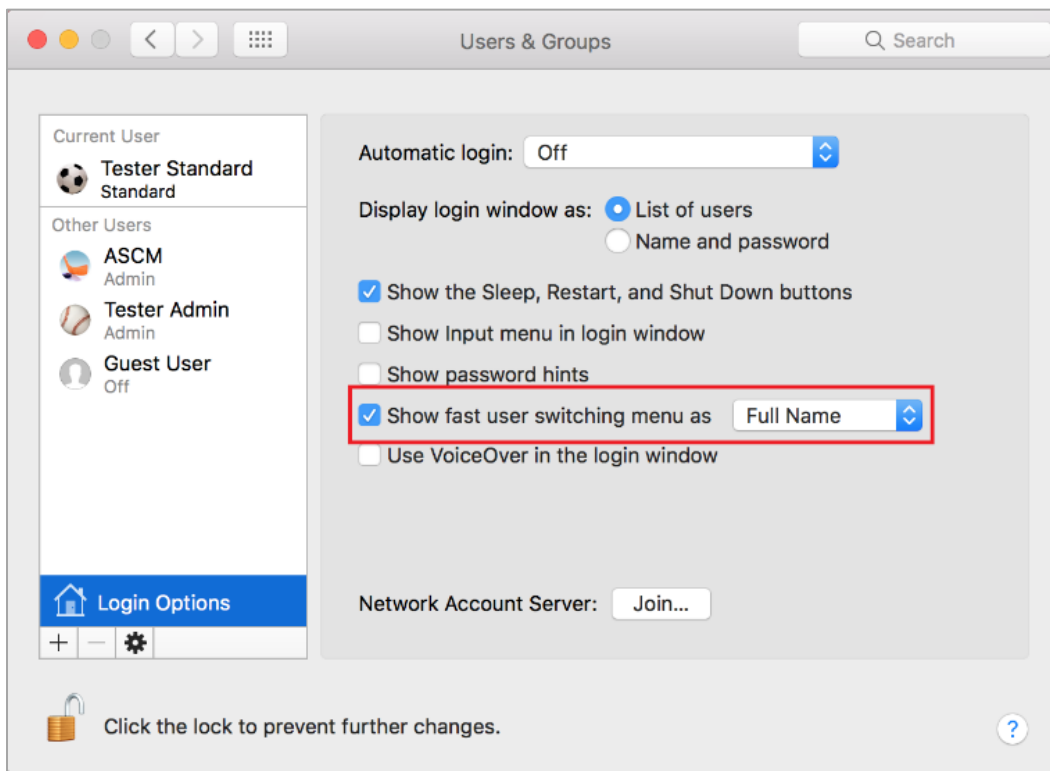 Users & Groups
Search
Current User
Tester Standard
Standard
Other Users
ASCM
Admin
Tester Admin
Admin
Guest User
Off
Login Options
Automatic login: Off
Display login window as: List of users
Name and password
Show the Sleep, Restart, and Shut Down buttons
Show Input menu in login window
Show password hints
Show fast user switching menu as Full Name
Use VoiceOver in the login window
Network Account Server: Join...
Click the lock to prevent further changes.
?